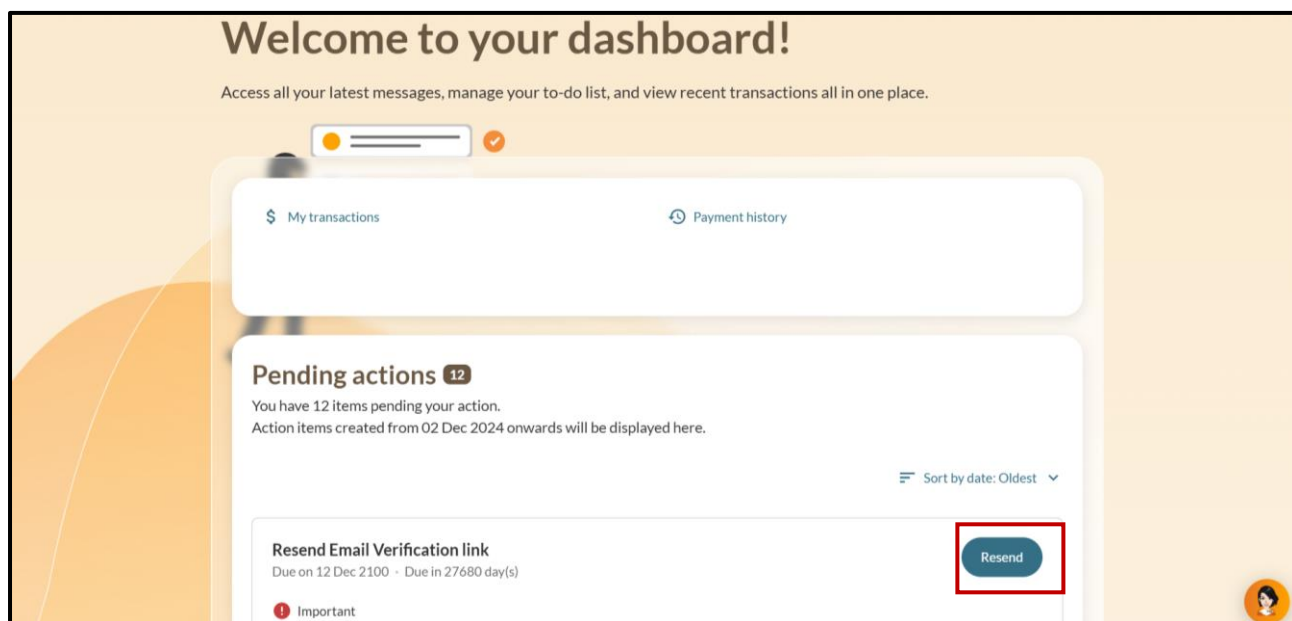 Welcome to your dashboard!
Access all your latest messages, manage your to-do list, and view recent transactions all in one place.
$ My transactions
Payment history
Pending actions 12
You have 12 items pending your action.
Action items created from 02 Dec 2024 onwards will be displayed here.
Sort by date: Oldest
Resend Email Verification link
Resend
Due on 12 Dec 2100 - Due in 27680 day(s)
! Important